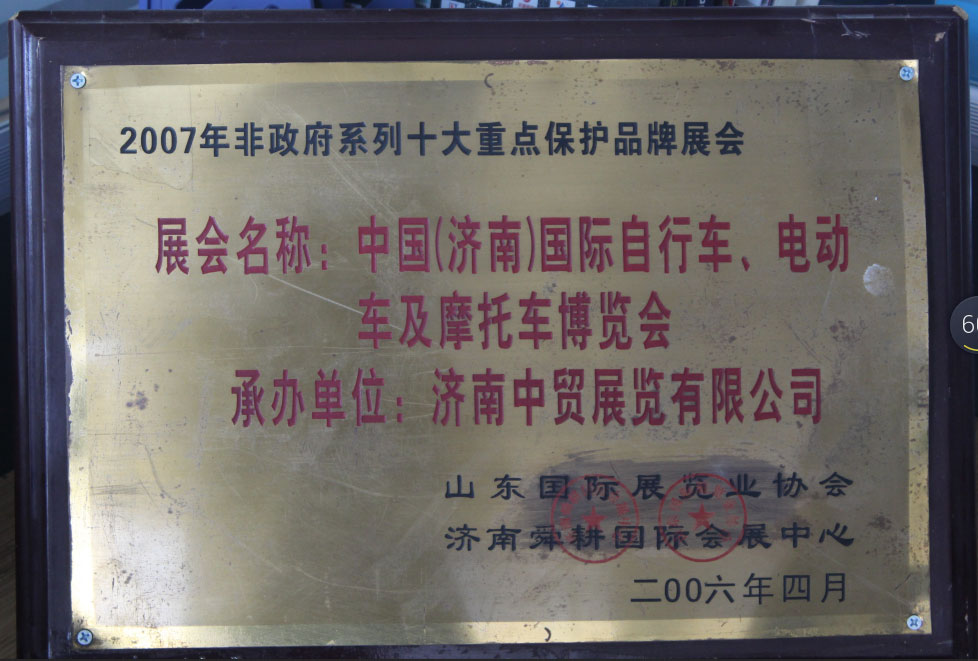 2007年非政府系列十大重点保护品牌展会
展会名称：中国(济南)国际自行车、电动
车及摩托车博览会
承办单位：济南中贸展览有限公司
山东国际展览业协会
济南舜耕国际会展中心
二00六年四月